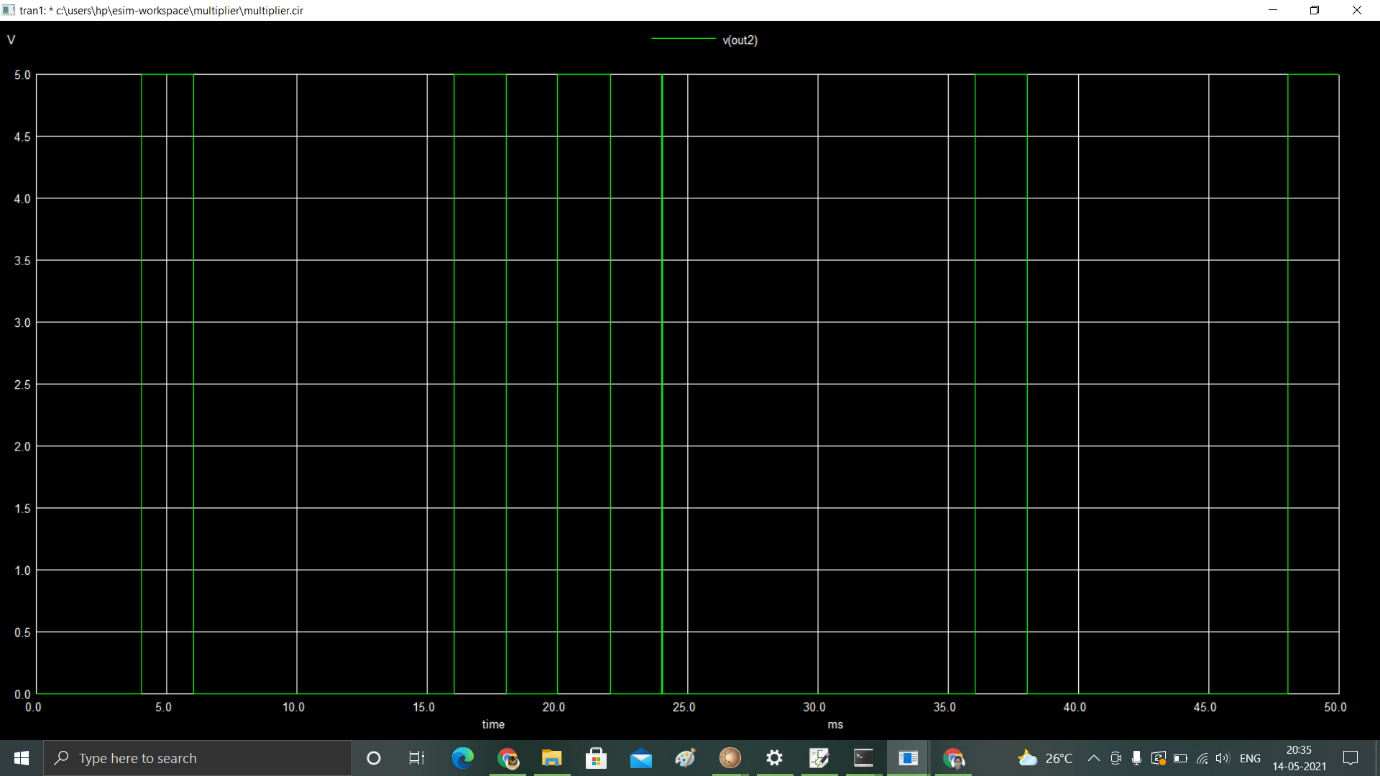 tran1: * c:\users\hp\esim-workspace\multiplier\multiplier.cir
V
v(out2)
5.0
4.5
4.0
3.5
3.0
2.5
2.0
1.5
1.0
0.5
0.0
0.0 5.0 10.0 15.0 20.0 25.0 30.0 35.0 40.0 45.0 50.0
time ms
Type here to search
26°C
ENG
20:35
14-05-2021